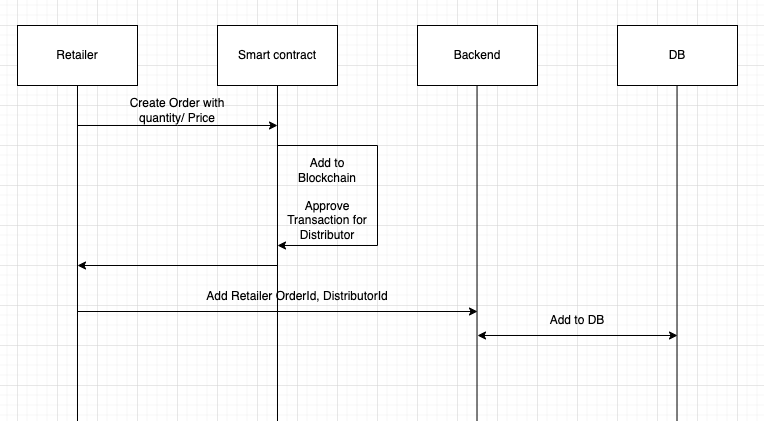 Retailer
Smart contract
Backend
DB
Create Order with
quantity/ Price
Add to
Blockchain
Approve
Transaction for
Distributor
Add Retailer OrderId, DistributorId
Add to DB